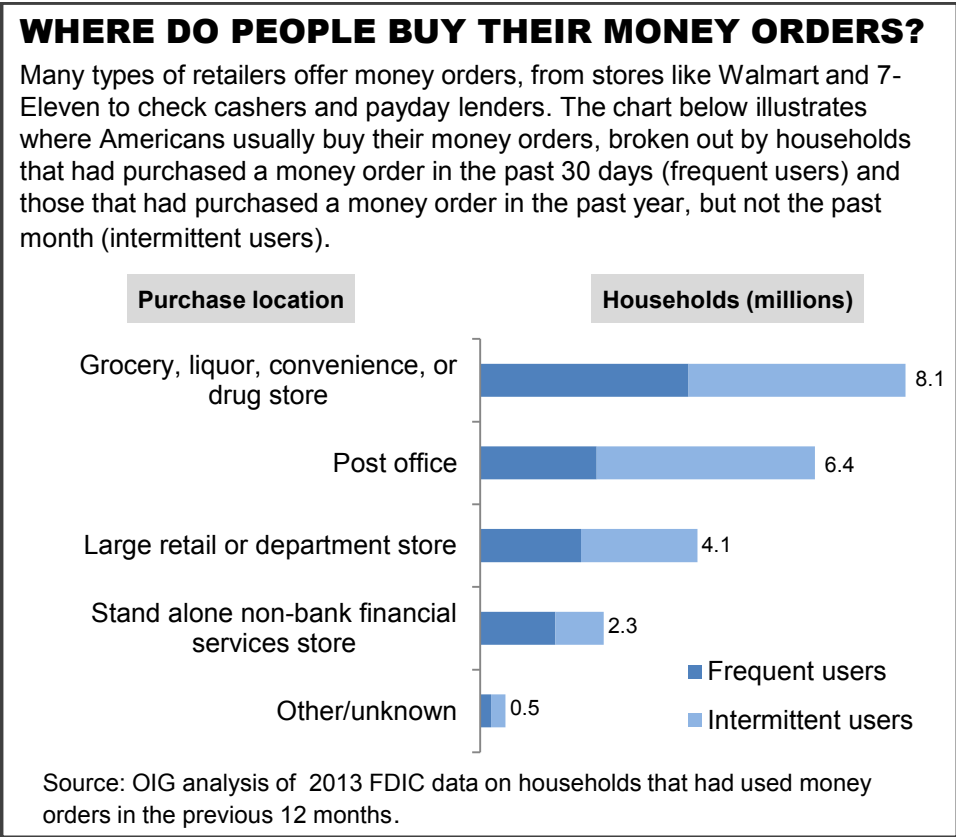 WHERE DO PEOPLE BUY THEIR MONEY ORDERS?
Many types of retailers offer money orders, from stores like Walmart and 7-
Eleven to check cashers and payday lenders. The chart below illustrates
where Americans usually buy their money orders, broken out by households
that had purchased a money order in the past 30 days (frequent users) and
those that had purchased a money order in the past year, but not the past
month (intermittent users).
Purchase location
Households (millions)
Grocery, liquor, convenience, or
drug store
8.1
Post office
6.4
Large retail or department store
4.1
Stand alone non-bank financial
services store
2.3
Other/unknown
0.5
Frequent users
Intermittent users
Source: OIG analysis of 2013 FDIC data on households that had used money
orders in the previous 12 months.